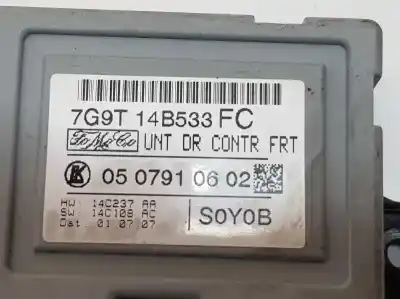 7G9T 14B533 FC
FoMoCo UNT DR CONTR FRT
K 05 0791 06 02
HW 14C237 AA
SW 14C108 AC
Dat 01 07 07
S0Y0B